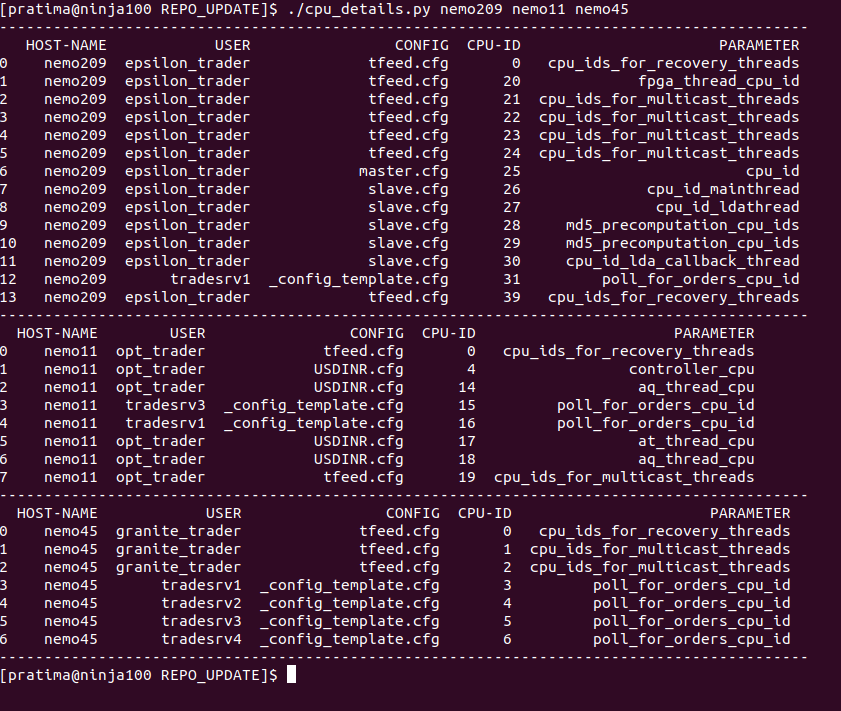 [pratima@ninja100 REPO_UPDATE]$ ./cpu_details.py nemo209 nemo11 nemo45
------------------------------------------------------------------------------------------
   HOST-NAME            USER                CONFIG  CPU-ID                      PARAMETER
0    nemo209  epsilon_trader             tfeed.cfg       0   cpu_ids_for_recovery_threads
1    nemo209  epsilon_trader             tfeed.cfg      20             fpga_thread_cpu_id
2    nemo209  epsilon_trader             tfeed.cfg      21  cpu_ids_for_multicast_threads
3    nemo209  epsilon_trader             tfeed.cfg      22  cpu_ids_for_multicast_threads
4    nemo209  epsilon_trader             tfeed.cfg      23  cpu_ids_for_multicast_threads
5    nemo209  epsilon_trader             tfeed.cfg      24  cpu_ids_for_multicast_threads
6    nemo209  epsilon_trader            master.cfg      25                         cpu_id
7    nemo209  epsilon_trader             slave.cfg      26              cpu_id_mainthread
8    nemo209  epsilon_trader             slave.cfg      27               cpu_id_ldathread
9    nemo209  epsilon_trader             slave.cfg      28     md5_precomputation_cpu_ids
10   nemo209  epsilon_trader             slave.cfg      29     md5_precomputation_cpu_ids
11   nemo209  epsilon_trader             slave.cfg      30     cpu_id_lda_callback_thread
12   nemo209       tradesrv1  _config_template.cfg      31         poll_for_orders_cpu_id
13   nemo209  epsilon_trader             tfeed.cfg      39   cpu_ids_for_recovery_threads
------------------------------------------------------------------------------------------
  HOST-NAME        USER                CONFIG  CPU-ID                      PARAMETER
0    nemo11  opt_trader             tfeed.cfg       0   cpu_ids_for_recovery_threads
1    nemo11  opt_trader            USDINR.cfg       4                 controller_cpu
2    nemo11  opt_trader            USDINR.cfg      14                  aq_thread_cpu
3    nemo11   tradesrv3  _config_template.cfg      15         poll_for_orders_cpu_id
4    nemo11   tradesrv1  _config_template.cfg      16         poll_for_orders_cpu_id
5    nemo11  opt_trader            USDINR.cfg      17                  at_thread_cpu
6    nemo11  opt_trader            USDINR.cfg      18                  aq_thread_cpu
7    nemo11  opt_trader             tfeed.cfg      19  cpu_ids_for_multicast_threads
------------------------------------------------------------------------------------------
  HOST-NAME            USER                CONFIG  CPU-ID                      PARAMETER
0    nemo45  granite_trader             tfeed.cfg       0   cpu_ids_for_recovery_threads
1    nemo45  granite_trader             tfeed.cfg       1  cpu_ids_for_multicast_threads
2    nemo45  granite_trader             tfeed.cfg       2  cpu_ids_for_multicast_threads
3    nemo45       tradesrv1  _config_template.cfg       3         poll_for_orders_cpu_id
4    nemo45       tradesrv2  _config_template.cfg       4         poll_for_orders_cpu_id
5    nemo45       tradesrv3  _config_template.cfg       5         poll_for_orders_cpu_id
6    nemo45       tradesrv4  _config_template.cfg       6         poll_for_orders_cpu_id
------------------------------------------------------------------------------------------
[pratima@ninja100 REPO_UPDATE]$